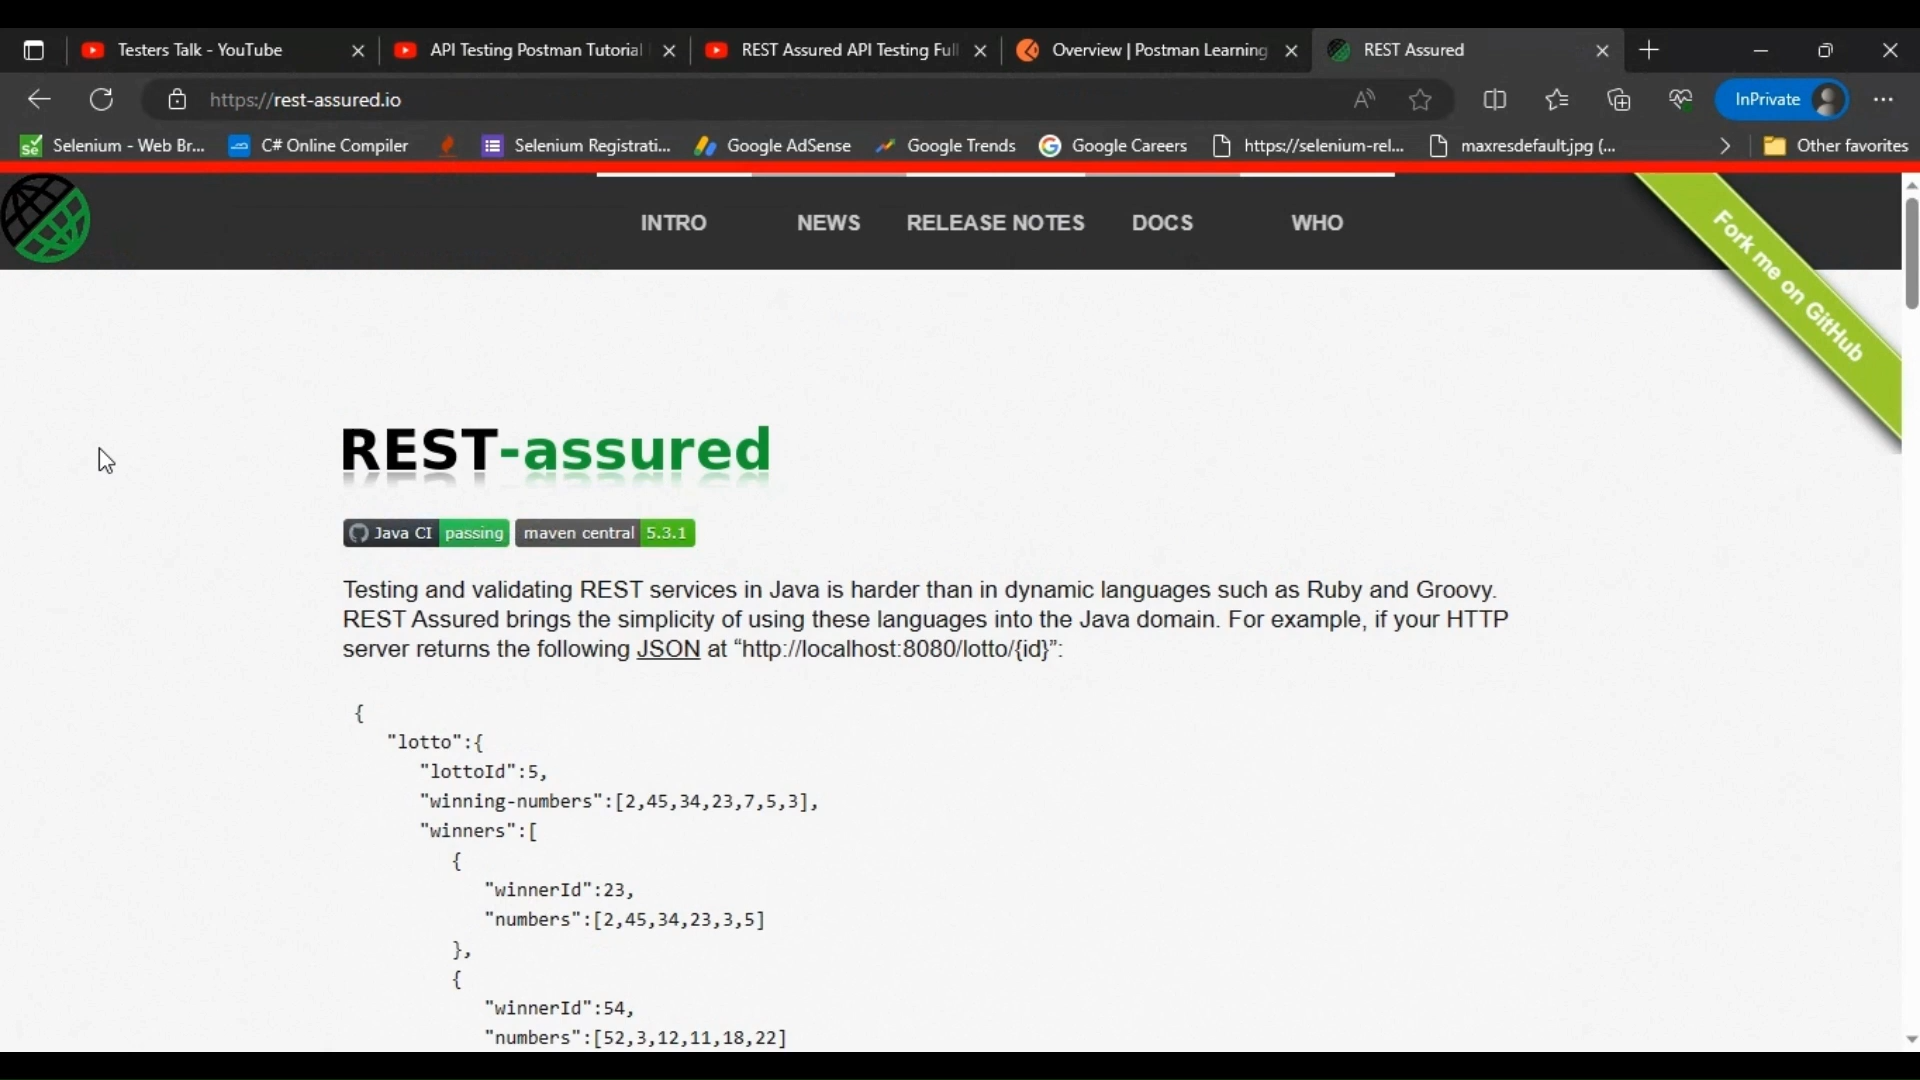 Testers Talk - YouTube
API Testing Postman Tutorial
REST Assured API Testing Full
Overview | Postman Learning
REST Assured
https://rest-assured.io
InPrivate
Selenium - Web Br...
C# Online Compiler
Selenium Registrati...
Google AdSense
Google Trends
Google Careers
https://selenium-rel...
maxresdefault.jpg (...
Other favorites
INTRO
NEWS
RELEASE NOTES
DOCS
WHO
Fork me on GitHub
REST-assured
Java CI passing
maven central 5.3.1
Testing and validating REST services in Java is harder than in dynamic languages such as Ruby and Groovy.
REST Assured brings the simplicity of using these languages into the Java domain. For example, if your HTTP
server returns the following JSON at “http://localhost:8080/lotto/{id}”:
{
"lotto":{
"lottoId":5,
"winning-numbers":[2,45,34,23,7,5,3],
"winners":[
{
"winnerId":23,
"numbers":[2,45,34,23,3,5]
},
{
"winnerId":54,
"numbers":[52,3,12,11,18,22]